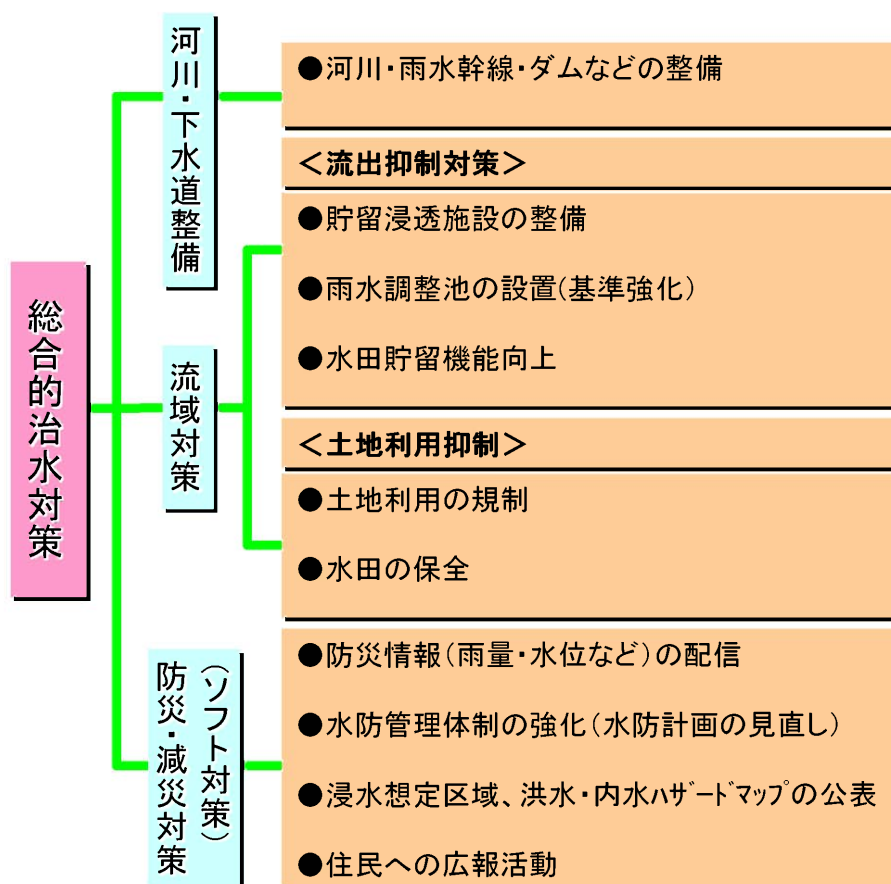 総合的治水対策
河川・下水道整備
●河川・雨水幹線・ダムなどの整備
流域対策
＜流出抑制対策＞
●貯留浸透施設の整備
●雨水調整池の設置(基準強化)
●水田貯留機能向上
＜土地利用抑制＞
●土地利用の規制
●水田の保全
防災・減災対策
(ソフト対策)
●防災情報(雨量・水位など)の配信
●水防管理体制の強化(水防計画の見直し)
●浸水想定区域、洪水・内水ﾊｻﾞｰﾄﾞﾏｯﾌﾟの公表
●住民への広報活動